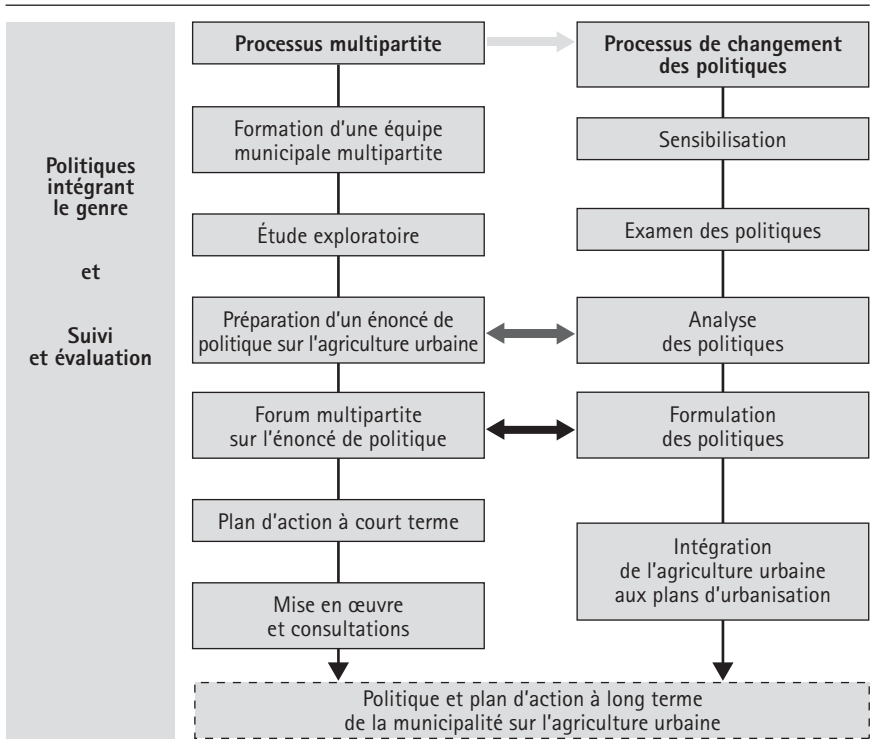 Politiques
intégrant
le genre
et
Suivi
et évaluation
Processus multipartite
Formation d'une équipe
municipale multipartite
Étude exploratoire
Préparation d'un énoncé de
politique sur l'agriculture urbaine
Forum multipartite
sur l'énoncé de politique
Plan d'action à court terme
Mise en œuvre
et consultations
Processus de changement
des politiques
Sensibilisation
Examen des politiques
Analyse
des politiques
Formulation
des politiques
Intégration
de l'agriculture urbaine
aux plans d'urbanisation
Politique et plan d'action à long terme
de la municipalité sur l'agriculture urbaine